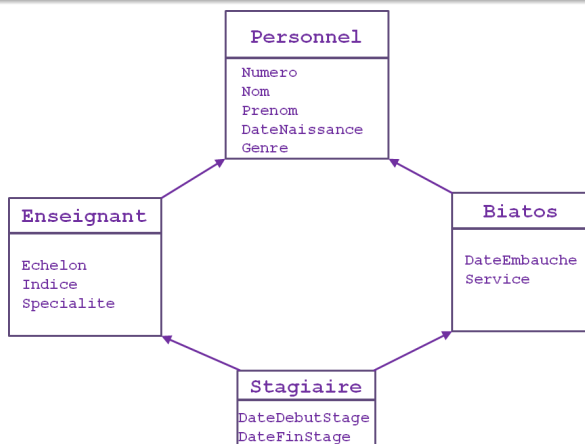 Personnel
Numero
Nom
Prenom
DateNaissance
Genre
Enseignant
Echelon
Indice
Specialite
Biatos
DateEmbauche
Service
Stagiaire
DateDebutStage
DateFinStage